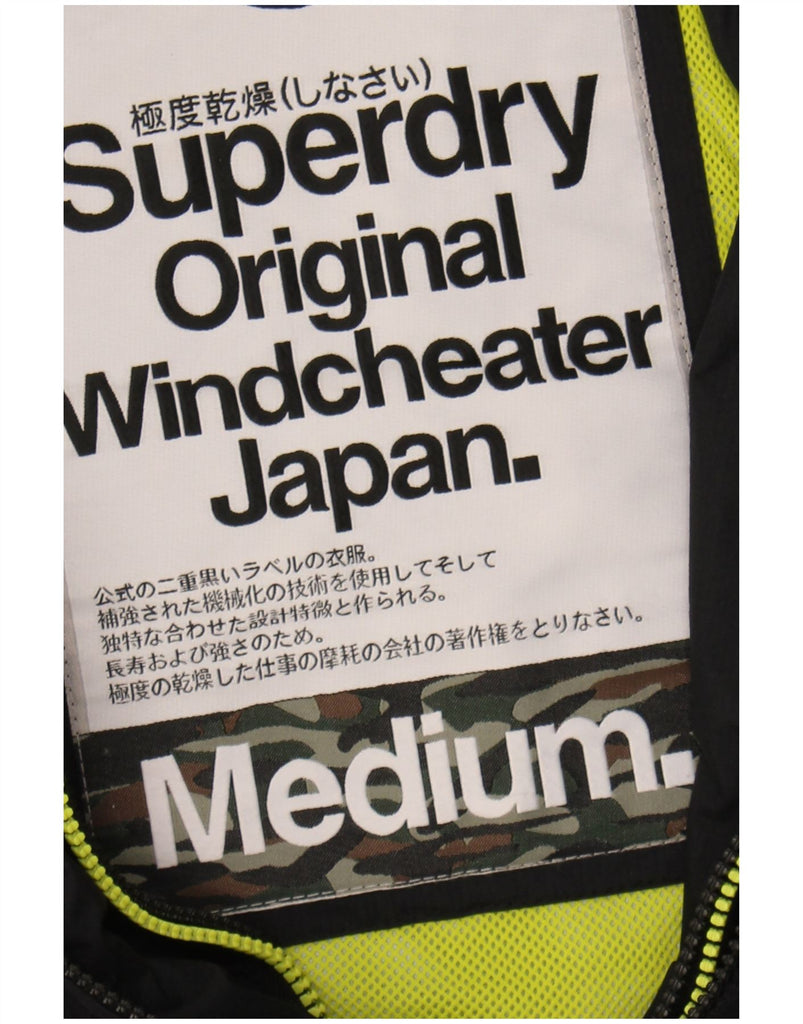 極度乾燥(しなさい)
Superdry
Original
Windcheater
Japan.
公式の二重黒いラベルの衣服。
補強された機械化の技術を使用してそして
独特な合わせた設計特微と作られる。
長寿および強さのため。
極度の乾燥した仕事の摩耗の会社の著作権をとりなさい。
Medium.